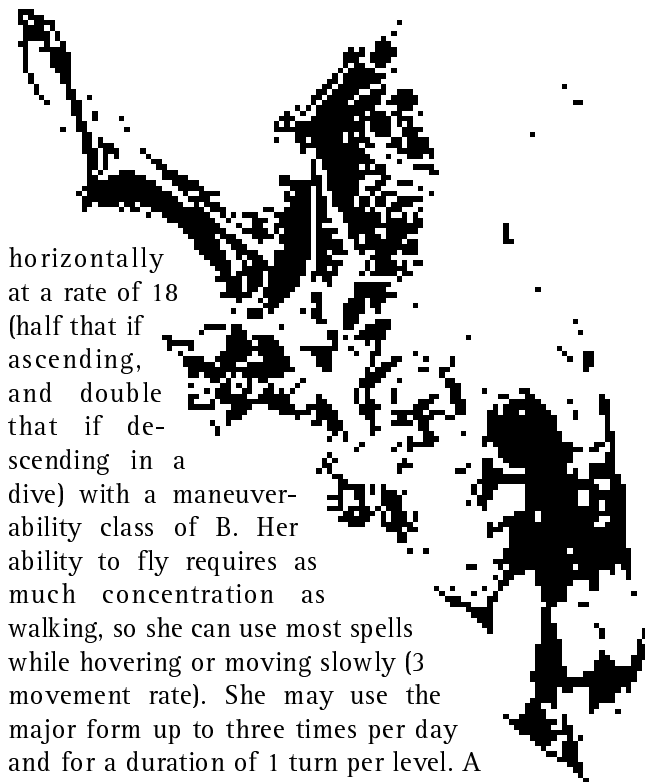 horizontally
at a rate of 18
(half that if
ascending,
and double
that if de-
scending in a
dive) with a maneuver-
ability class of B. Her
ability to fly requires as
much concentration as
walking, so she can use most spells
while hovering or moving slowly (3
movement rate). She may use the
major form up to three times per day
and for a duration of 1 turn per level. A